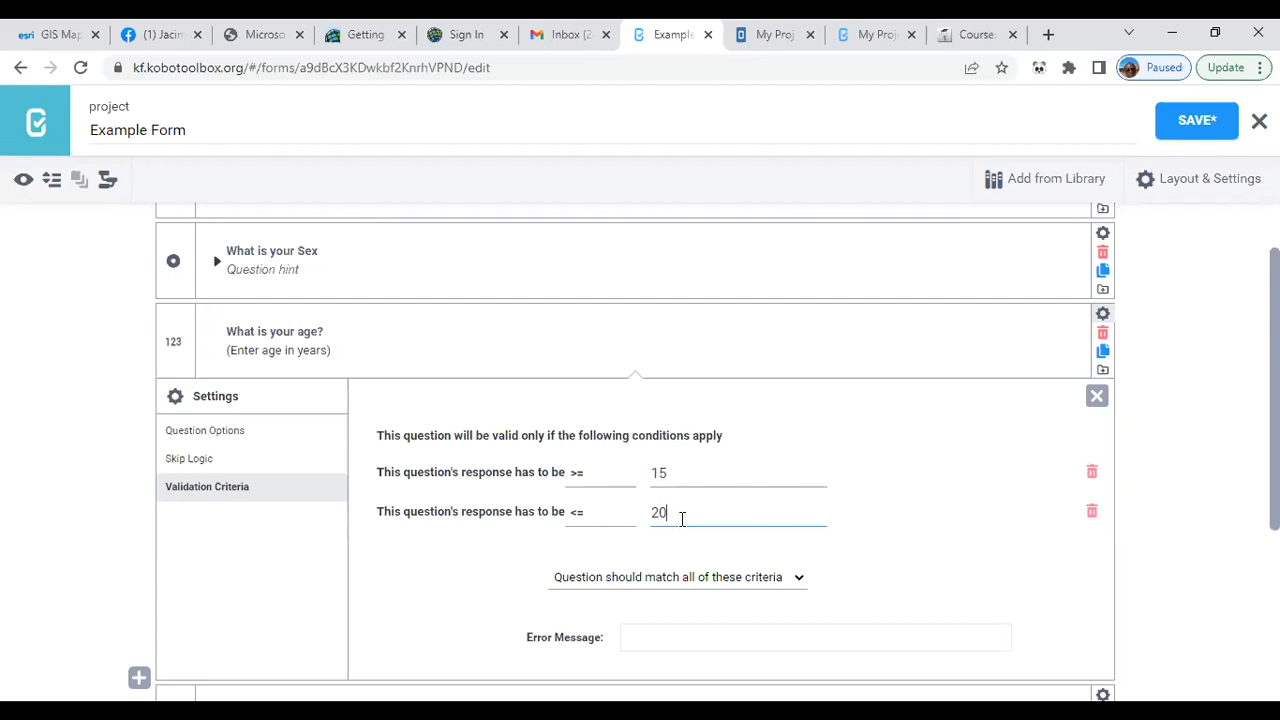 esri GIS Map
(1) Jacin
Microso
Getting
Sign In
Inbox (2
Example
My Proj
My Proje
Course:
kf.kobotoolbox.org/#/forms/a9dBcX3KDwkbf2KnrhVPND/edit
Paused
Update
project
Example Form
SAVE*
Add from Library
Layout & Settings
What is your Sex
Question hint
123
What is your age?
(Enter age in years)
Settings
Question Options
Skip Logic
Validation Criteria
This question will be valid only if the following conditions apply
This question's response has to be >= 15
This question's response has to be <= 20
Question should match all of these criteria
Error Message: